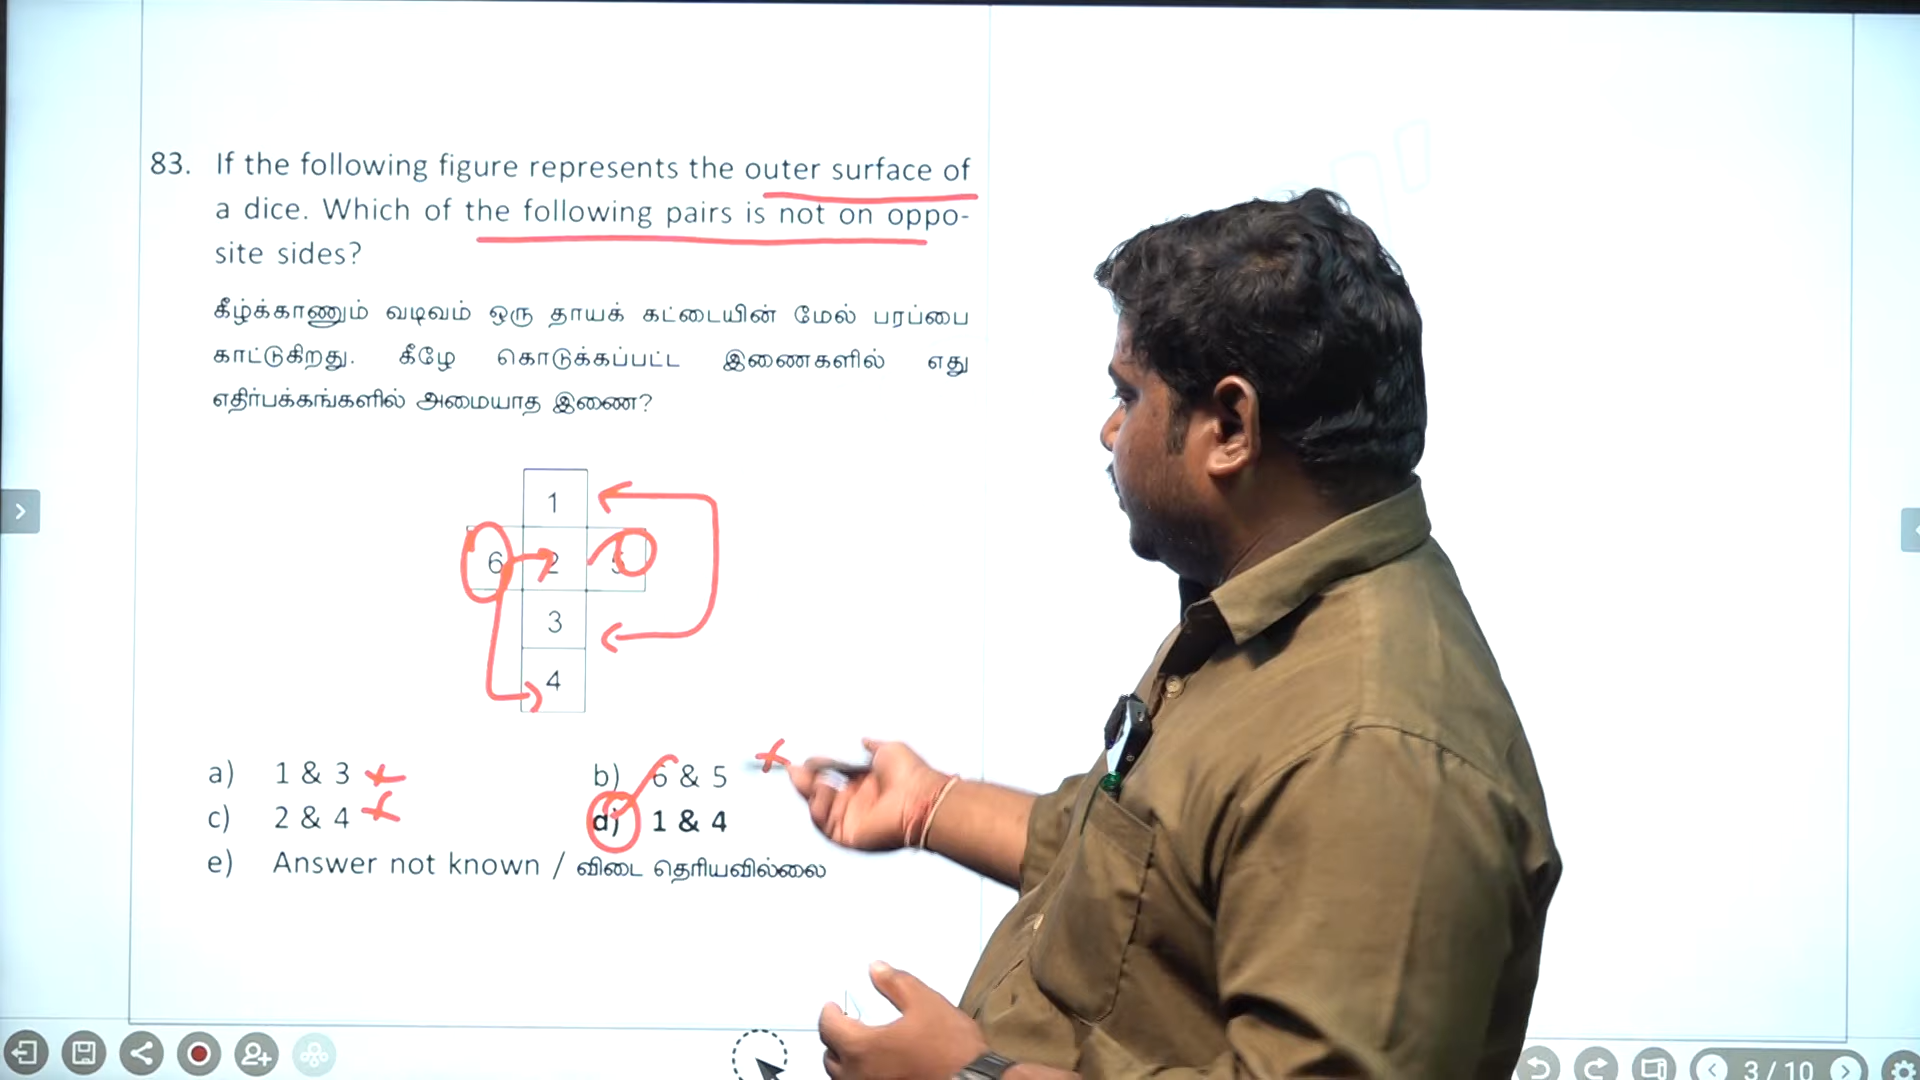 83. If the following figure represents the outer surface of
a dice. Which of the following pairs is not on oppo-
site sides?
கீழ்க்காணும் வடிவம் ஒரு தாயக் கட்டையின் மேல் பரப்பை
காட்டுகிறது. கீழே கொடுக்கப்பட்ட இணைகளில் எது
எதிர்பக்கங்களில் அமையாத இணை?
1
6 2 5
3
4
a) 1 & 3 b) 6 & 5
c) 2 & 4 d) 1 & 4
e) Answer not known / விடை தெரியவில்லை
3 / 10